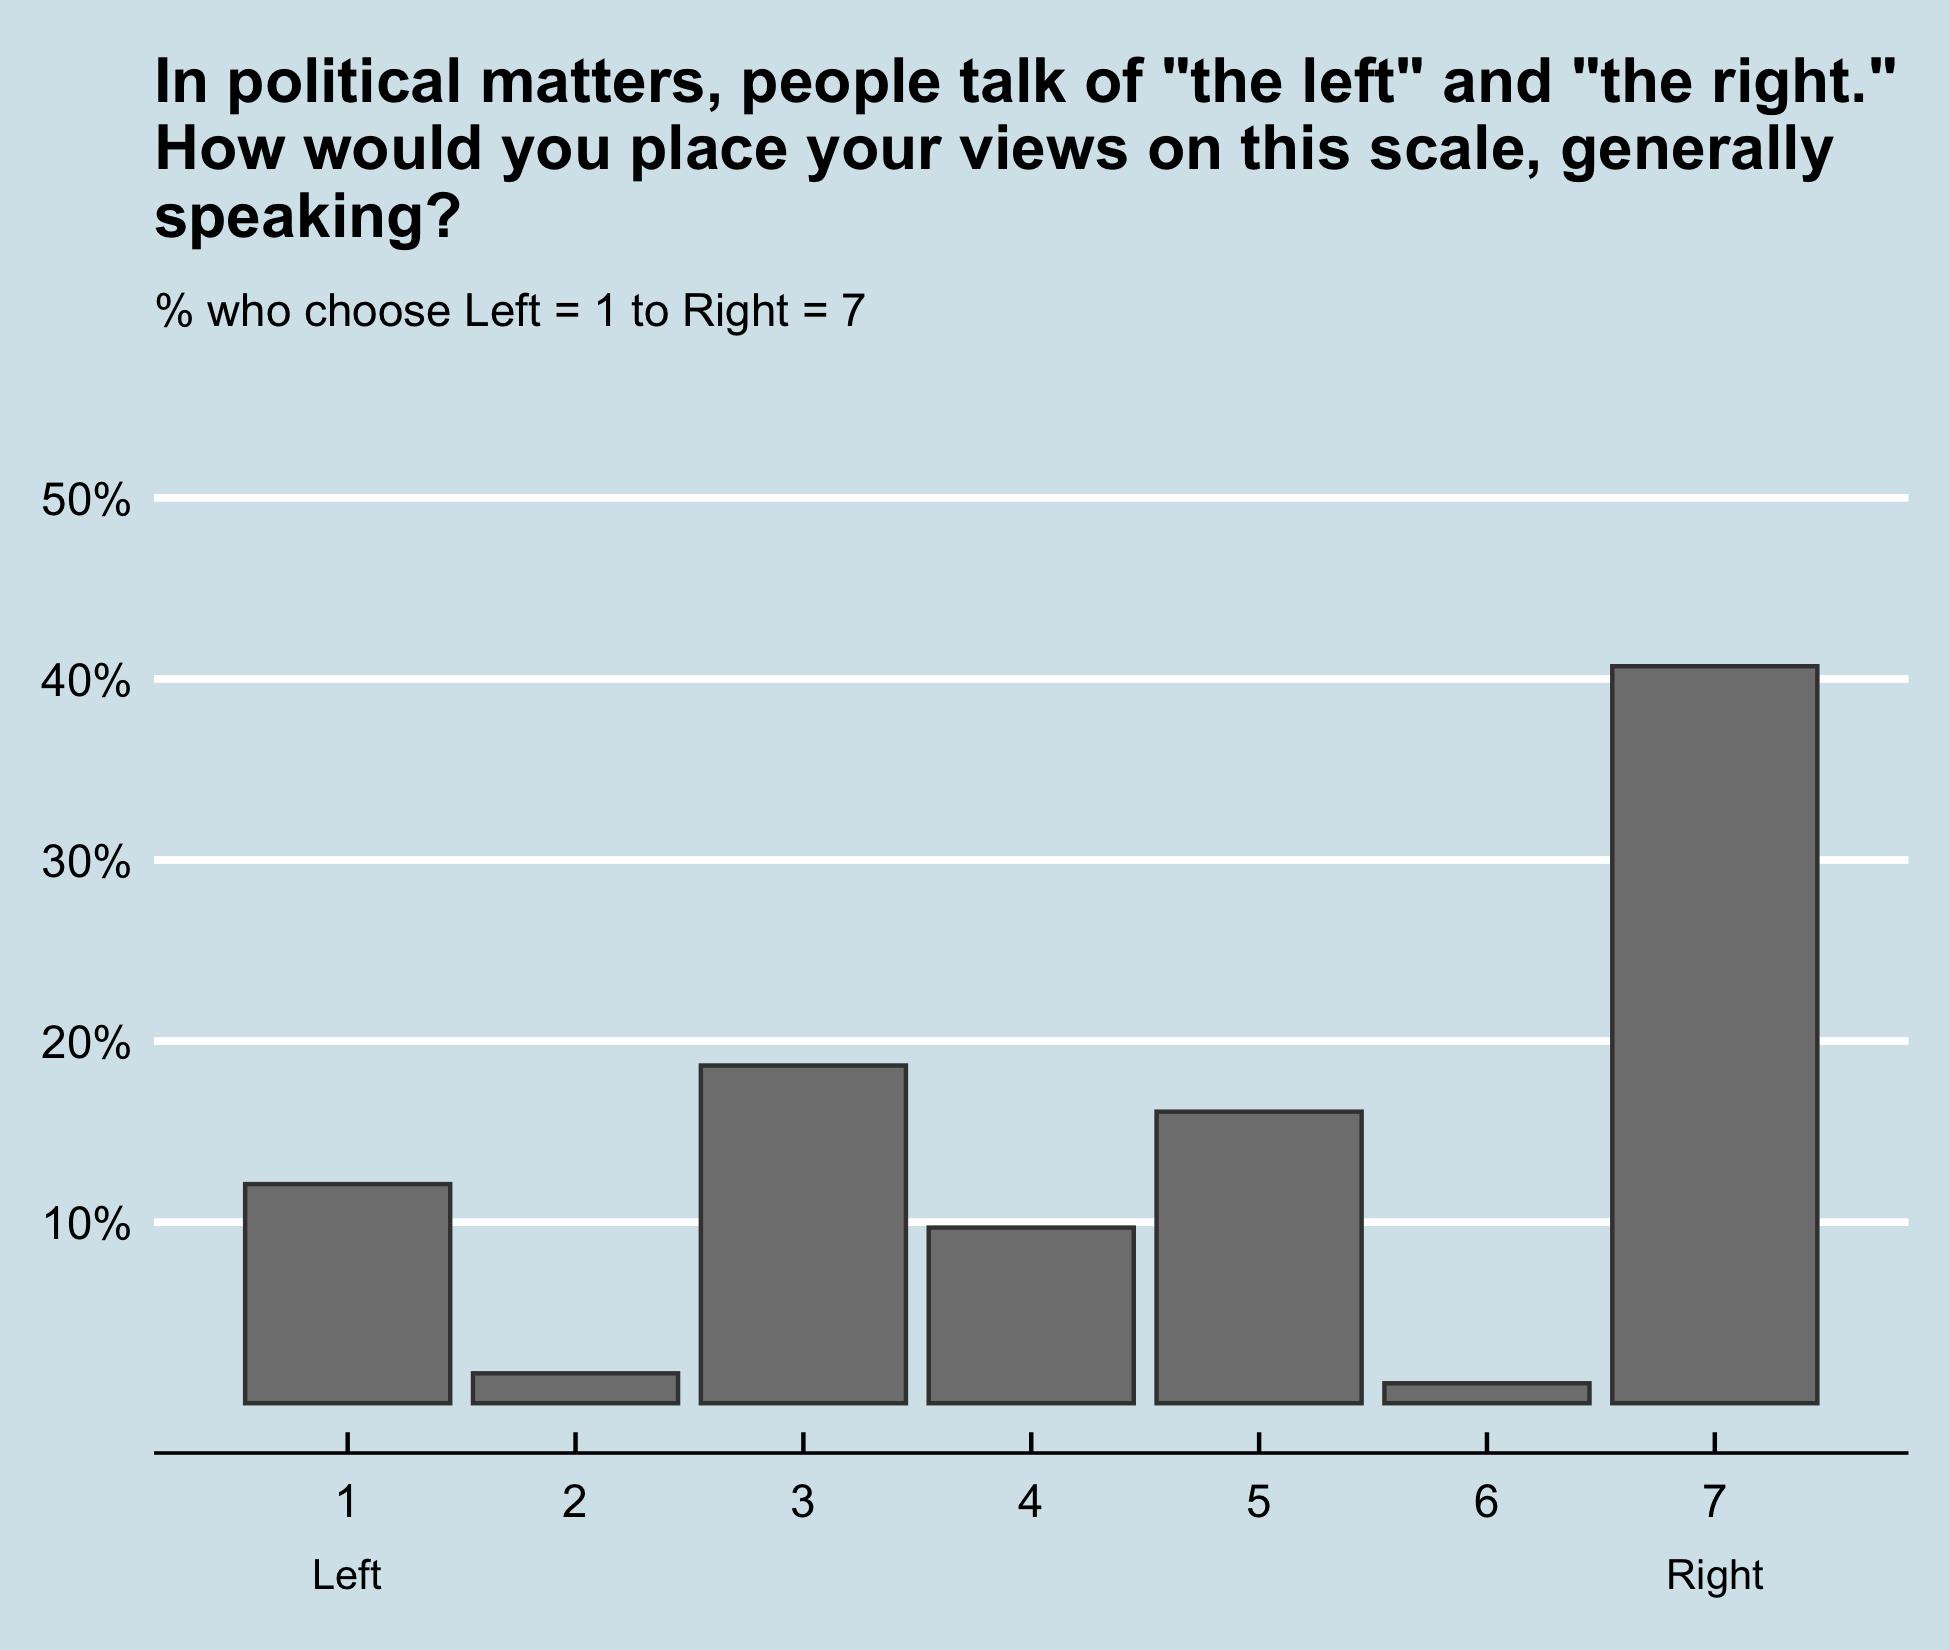 In political matters, people talk of "the left" and "the right."
How would you place your views on this scale, generally
speaking?
% who choose Left = 1 to Right = 7
50%
40%
30%
20%
10%
1 2 3 4 5 6 7
Left Right